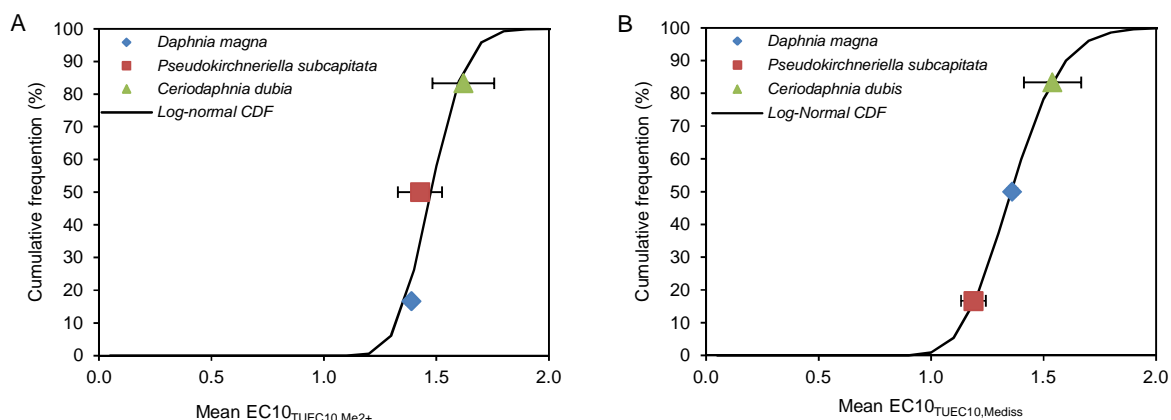 A
Daphnia magna
Pseudokirchneriella subcapitata
Ceriodaphnia dubia
Log-normal CDF
Cumulative frequention (%)
100
90
80
70
60
50
40
30
20
10
0
0.0 0.5 1.0 1.5 2.0
Mean EC10TUEC10,Me2+
B
Daphnia magna
Pseudokirchneriella subcapitata
Ceriodaphnia dubis
Log-Normal CDF
Cumulative frequention (%)
100
90
80
70
60
50
40
30
20
10
0
0.0 0.5 1.0 1.5 2.0
Mean EC10TUEC10,Mediss